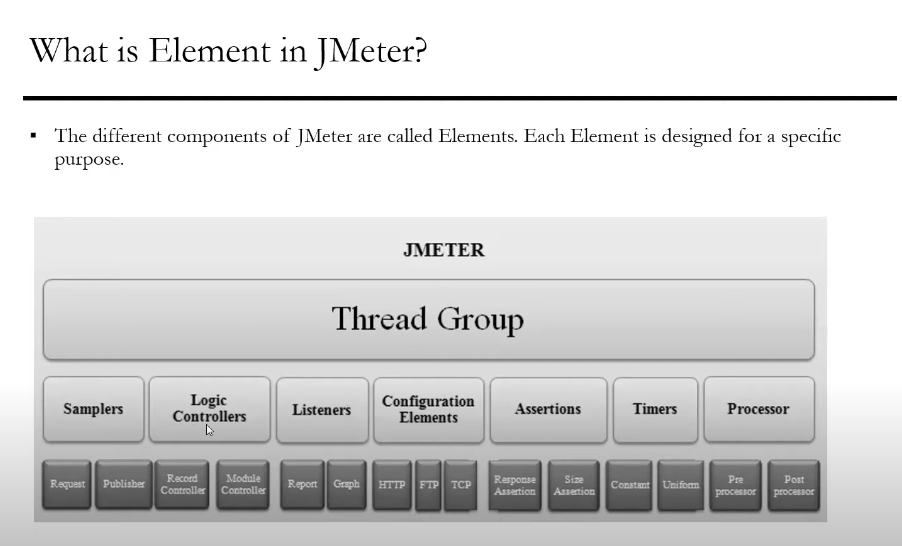 What is Element in JMeter?
▪ The different components of JMeter are called Elements. Each Element is designed for a specific
purpose.
JMETER
Thread Group
Samplers
Logic
Controllers
Listeners
Configuration
Elements
Assertions
Timers
Processor
Request
Publisher
Record
Controller
Module
Controller
Report
Graph
HTTP
FTP
TCP
Response
Assertion
Size
Assertion
Constant
Uniform
Pre
processor
Post
processor